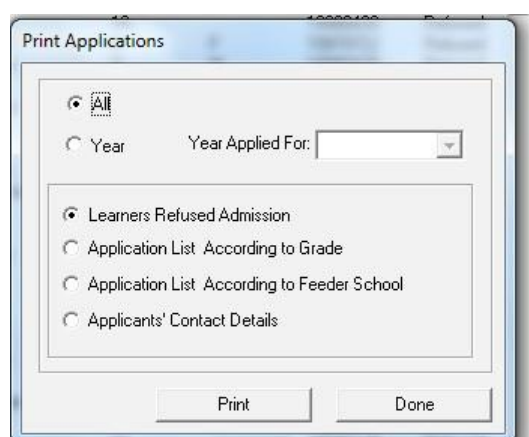 Print Applications
All
Year Year Applied For:
Learners Refused Admission
Application List According to Grade
Application List According to Feeder School
Applicants' Contact Details
Print Done